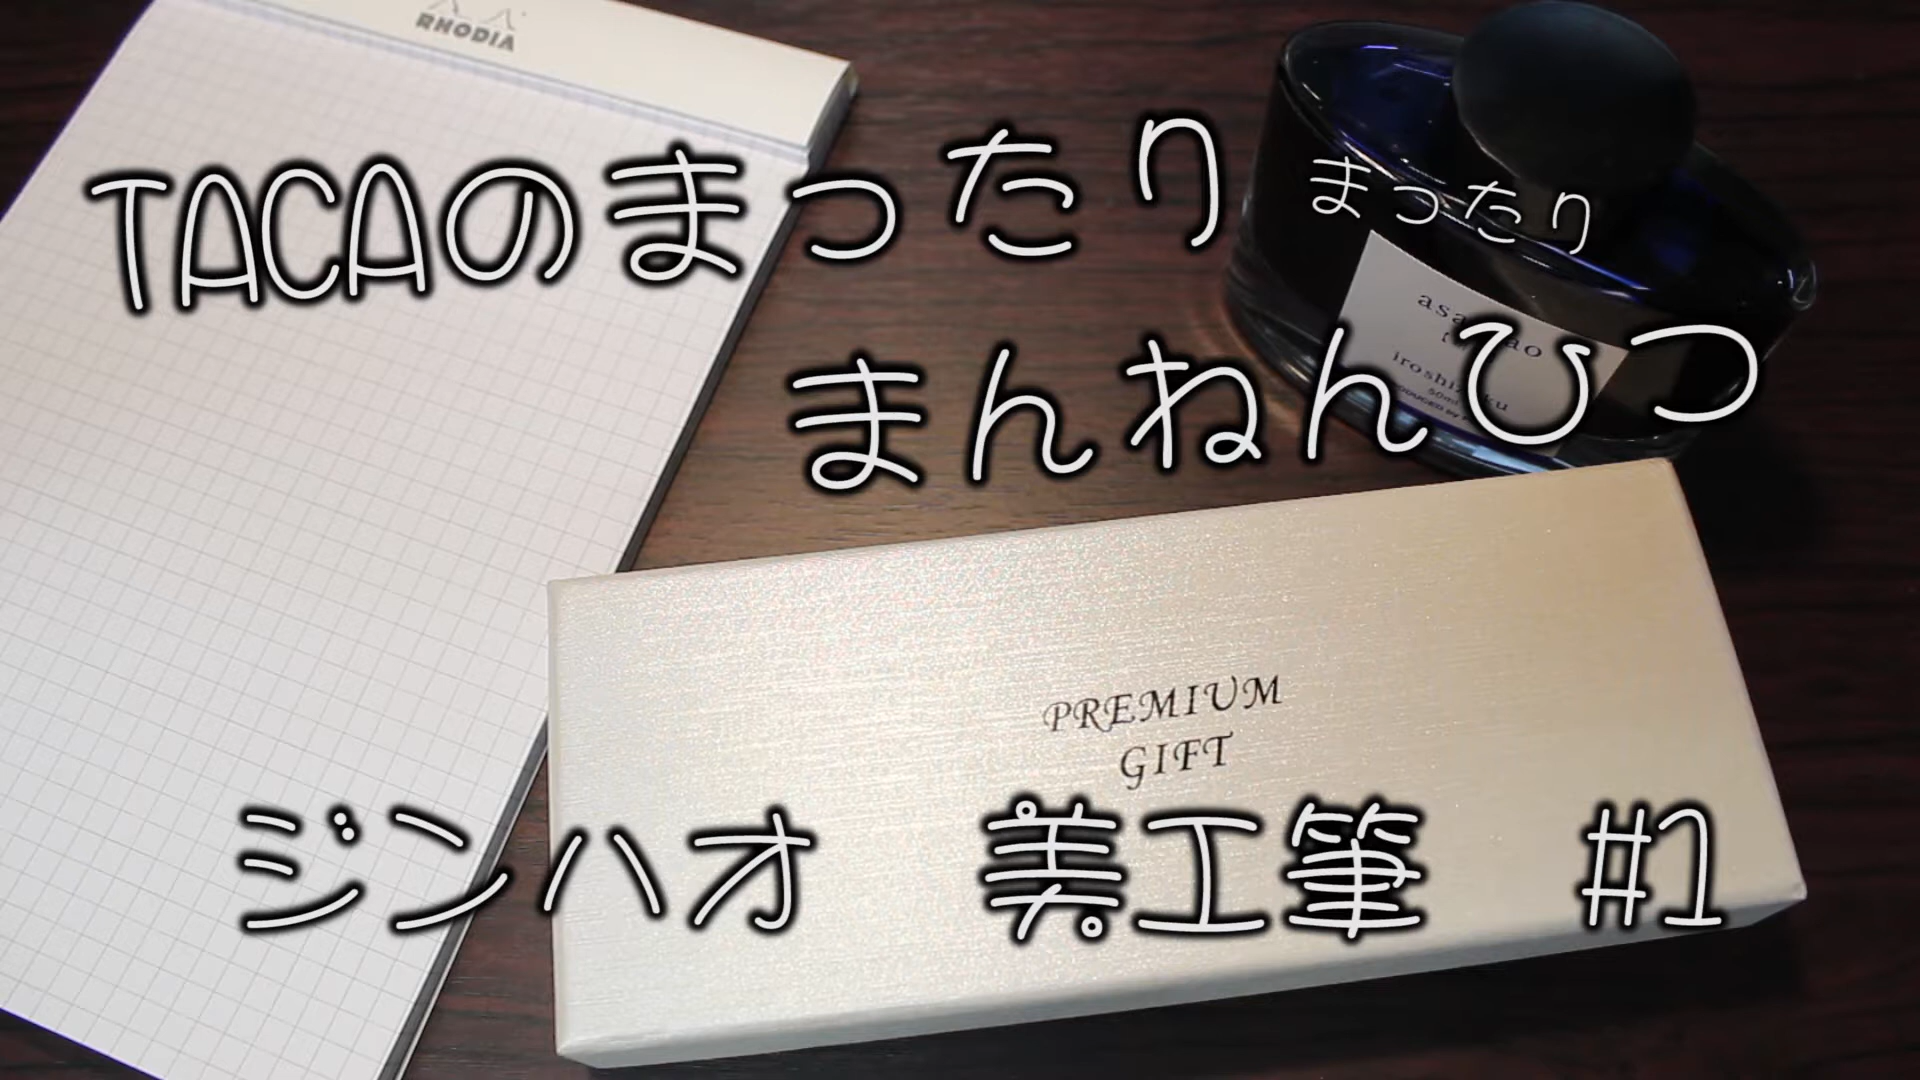 RHODIA
TACAのまったり まったり
まんねんひつ
iroshizuku
50ml
PREMIUM
GIFT
ジンハオ 美工筆 #1